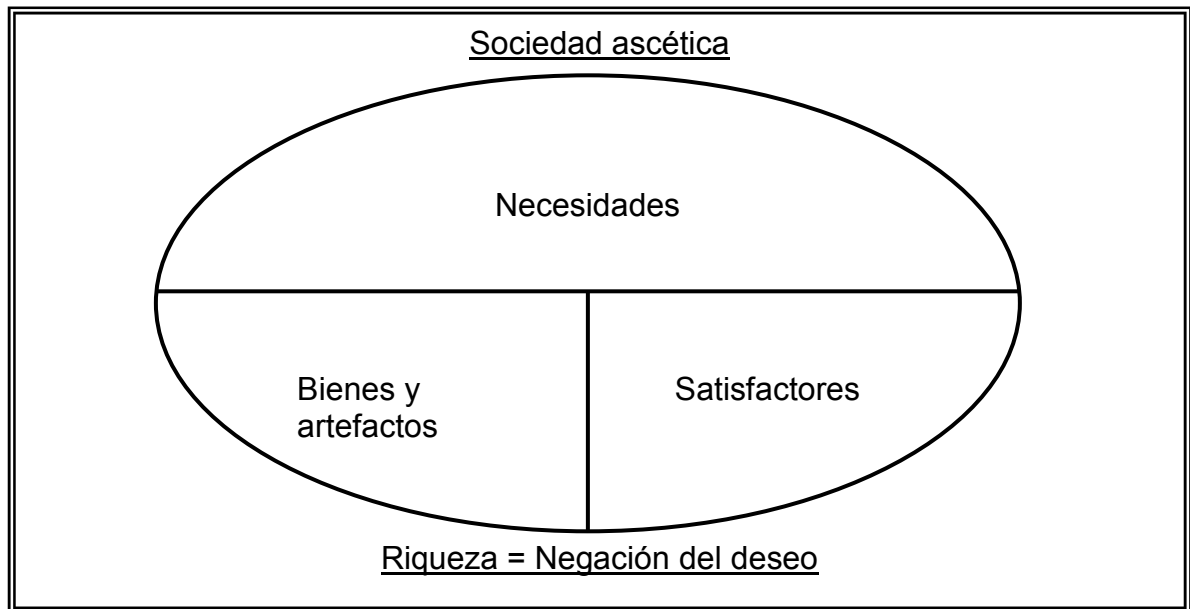 Sociedad ascética
Necesidades
Bienes y
artefactos
Satisfactores
Riqueza = Negación del deseo